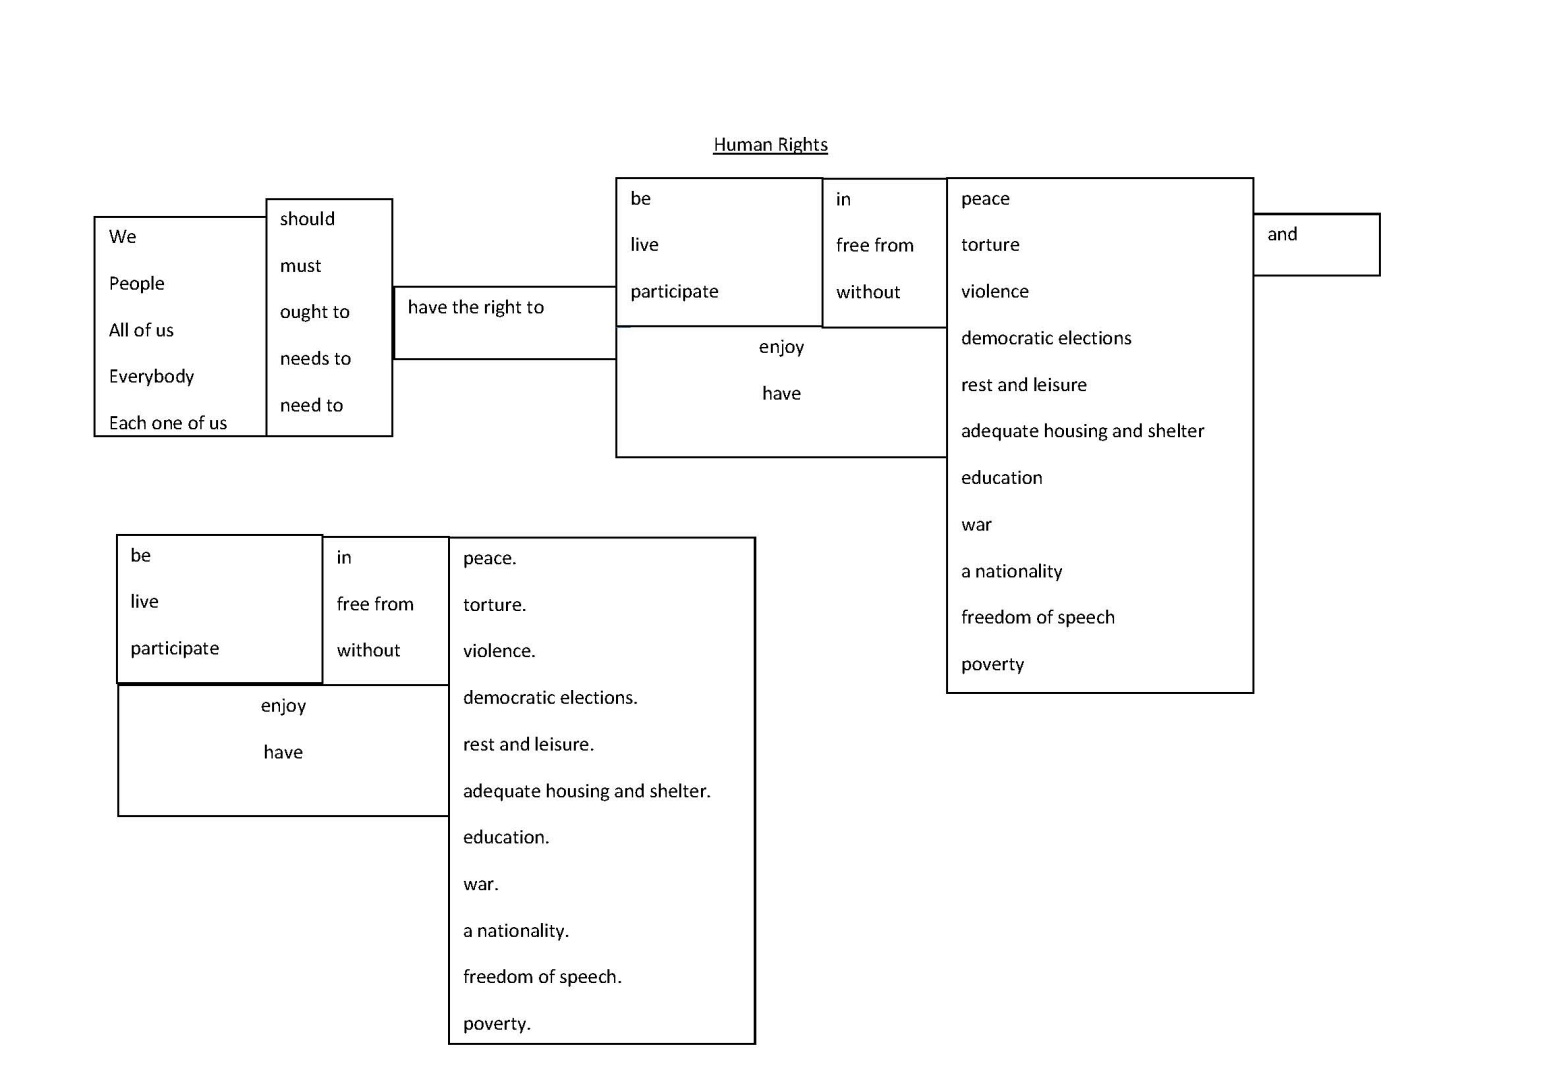 Human Rights
We
People
All of us
Everybody
Each one of us
should
must
ought to
needs to
need to
have the right to
be
live
participate
in
free from
without
enjoy
have
peace
torture
violence
democratic elections
rest and leisure
adequate housing and shelter
education
war
a nationality
freedom of speech
poverty
and
be
live
participate
in
free from
without
enjoy
have
peace.
torture.
violence.
democratic elections.
rest and leisure.
adequate housing and shelter.
education.
war.
a nationality.
freedom of speech.
poverty.